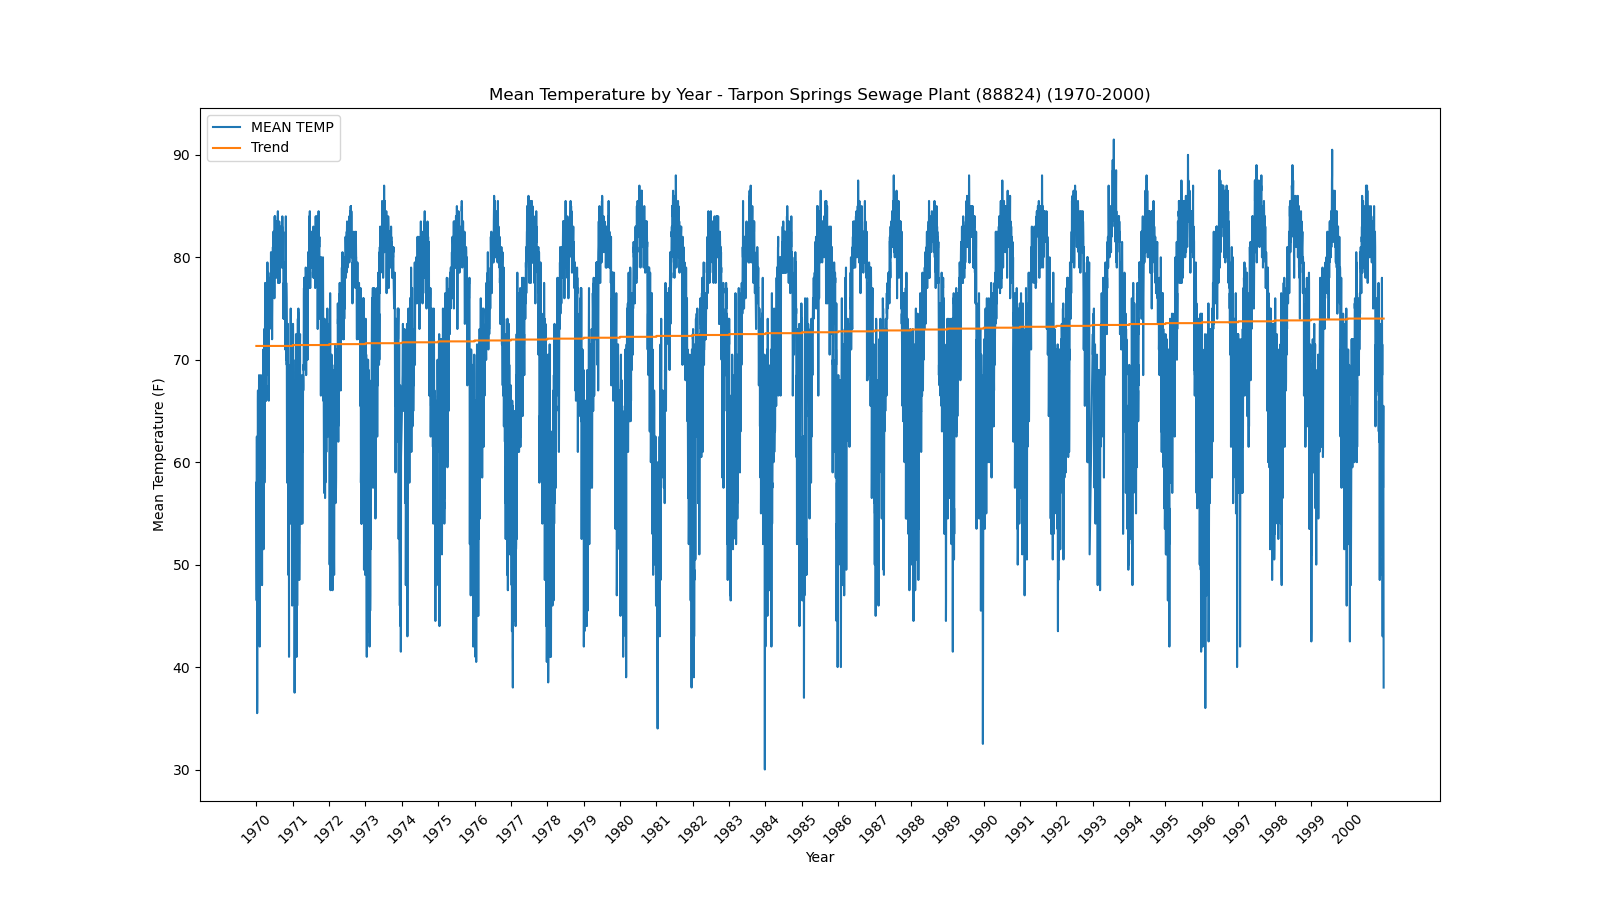 Mean Temperature by Year - Tarpon Springs Sewage Plant (88824) (1970-2000)
MEAN TEMP
Trend
90
80
70
60
50
40
30
Mean Temperature (F)
1970 1971 1972 1973 1974 1975 1976 1977 1978 1979 1980 1981 1982 1983 1984 1985 1986 1987 1988 1989 1990 1991 1992 1993 1994 1995 1996 1997 1998 1999 2000
Year